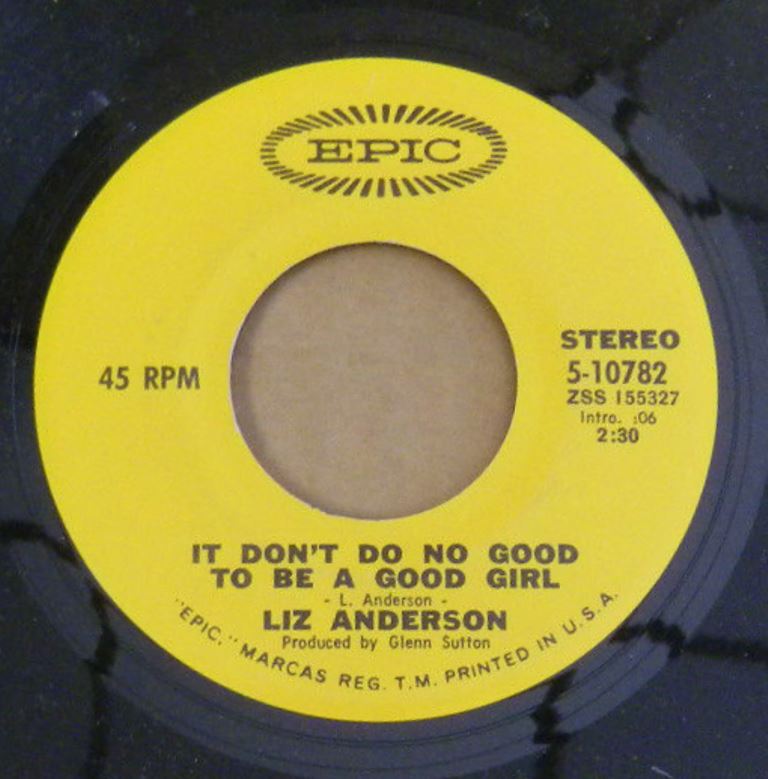 EPIC
45 RPM
STEREO
5-10782
ZSS 155327
Intro. :06
2:30
IT DON'T DO NO GOOD
TO BE A GOOD GIRL
- L. Anderson -
LIZ ANDERSON
Produced by Glenn Sutton
"EPIC," MARCAS REG. T.M. PRINTED IN U.S.A.